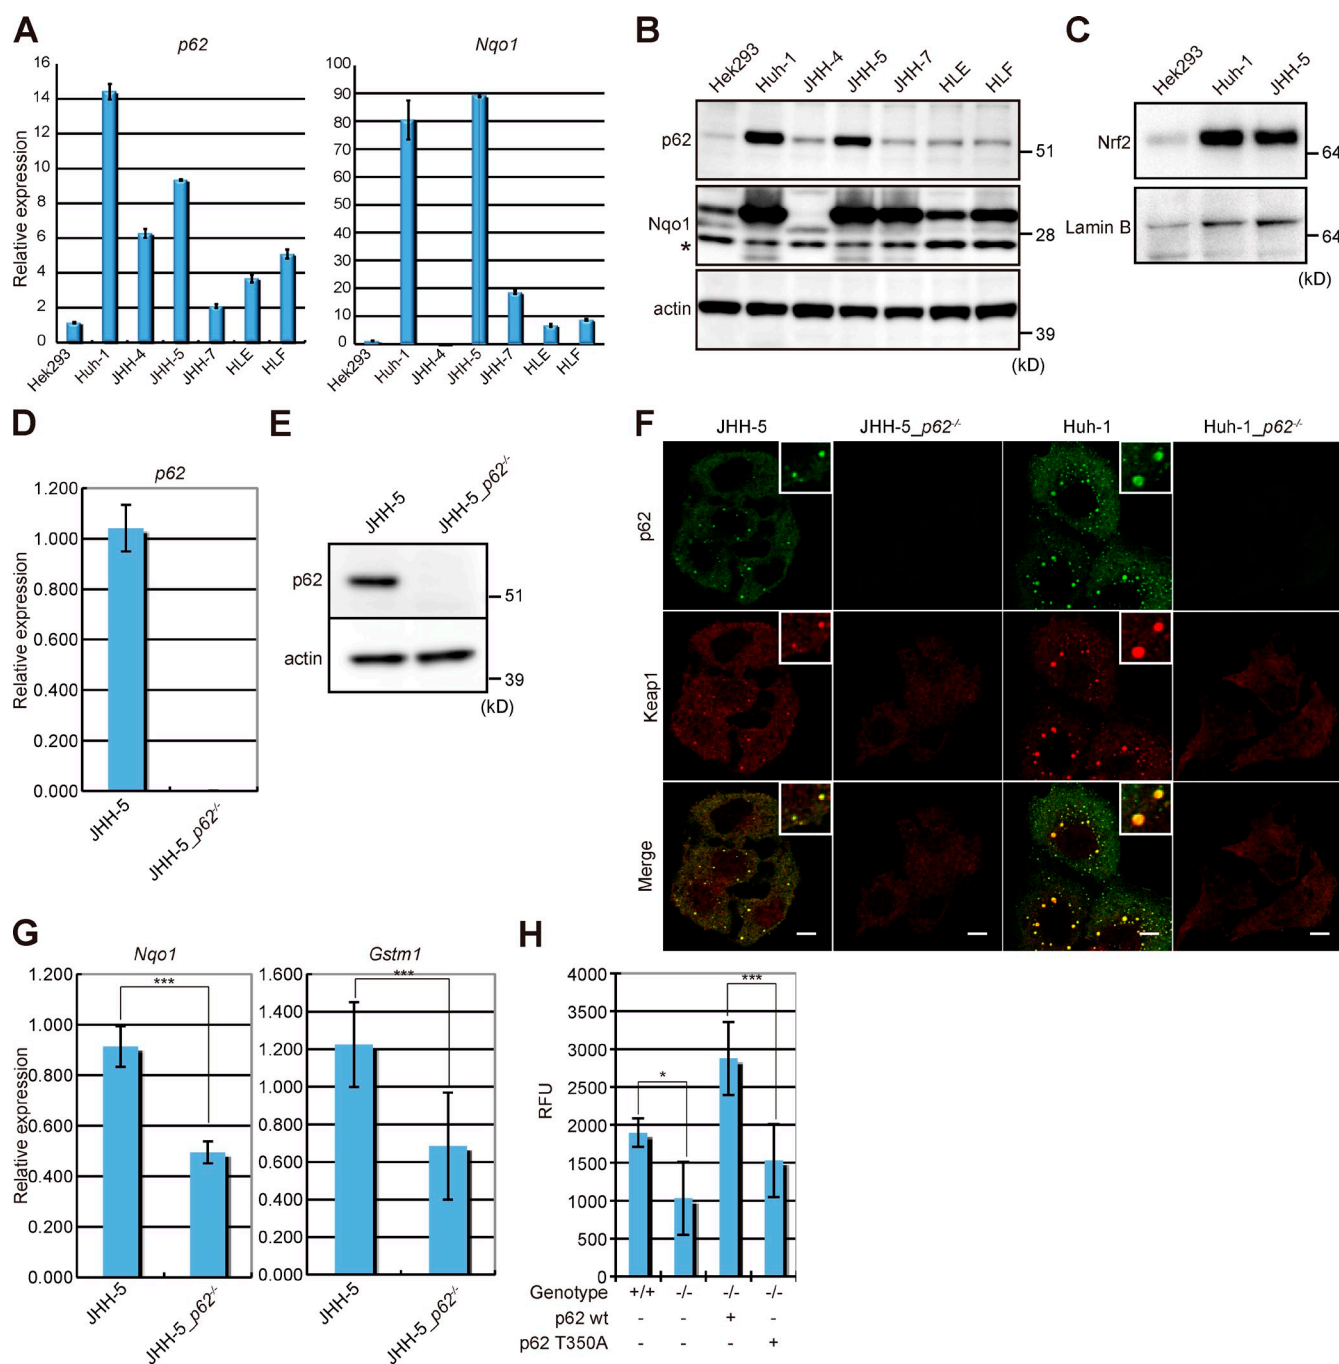 A
p62
Nqo1
Relative expression
16
14
12
10
8
6
4
2
0
Hek293
Huh-1
JHH-4
JHH-5
JHH-7
HLE
HLF
100
90
80
70
60
50
40
30
20
10
0
Hek293
Huh-1
JHH-4
JHH-5
JHH-7
HLE
HLF
B
Hek293
Huh-1
JHH-4
JHH-5
JHH-7
HLE
HLF
p62
51
Nqo1
28
*
actin
39
(kD)
C
Hek293
Huh-1
JHH-5
Nrf2
64
Lamin B
64
(kD)
D
p62
Relative expression
1.200
1.000
0.800
0.600
0.400
0.200
0.000
JHH-5
JHH-5_p62-/-
E
JHH-5
JHH-5_p62-/-
p62
51
actin
39
(kD)
F
JHH-5
JHH-5_p62-/-
Huh-1
Huh-1_p62-/-
p62
Keap1
Merge
G
Nqo1
Gstm1
Relative expression
1.200
1.000
0.800
0.600
0.400
0.200
0.000
***
JHH-5
JHH-5_p62-/-
1.600
1.400
1.200
1.000
0.800
0.600
0.400
0.200
0.000
***
JHH-5
JHH-5_p62-/-
H
RFU
4000
3500
3000
2500
2000
1500
1000
500
0
*
***
Genotype +/+ -/- -/- -/-
p62 wt - - + -
p62 T350A - - - +